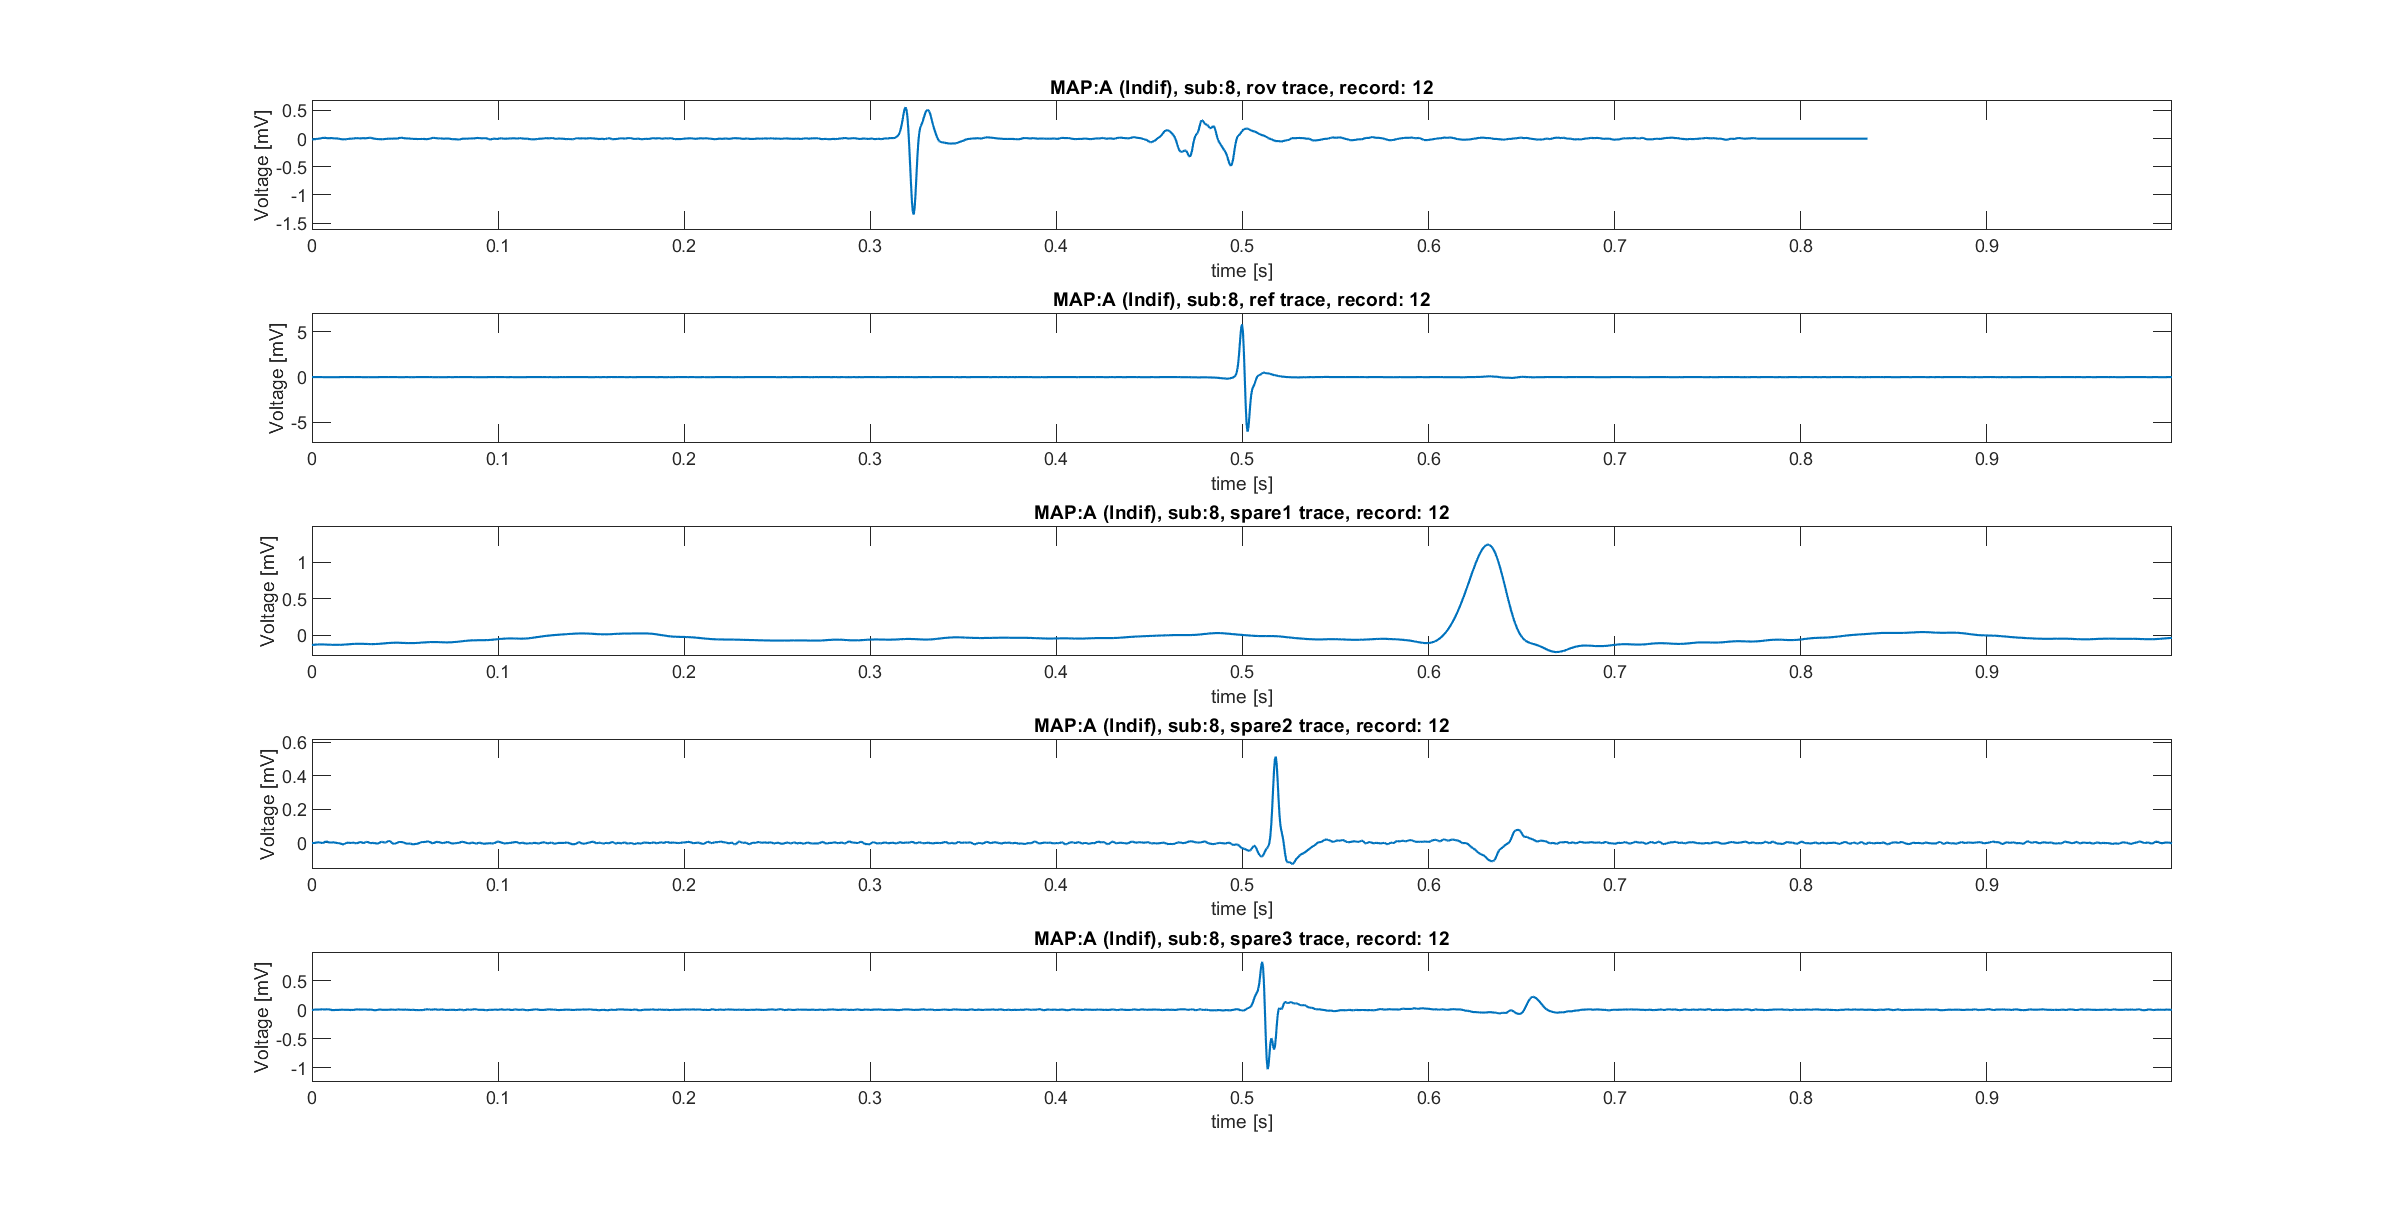 MAP:A (Indif), sub:8, rov trace, record: 12
Voltage [mV]
0.5
0
-0.5
-1
-1.5
0 0.1 0.2 0.3 0.4 0.5 0.6 0.7 0.8 0.9
time [s]
MAP:A (Indif), sub:8, ref trace, record: 12
Voltage [mV]
5
0
-5
0 0.1 0.2 0.3 0.4 0.5 0.6 0.7 0.8 0.9
time [s]
MAP:A (Indif), sub:8, spare1 trace, record: 12
Voltage [mV]
1
0.5
0
0 0.1 0.2 0.3 0.4 0.5 0.6 0.7 0.8 0.9
time [s]
MAP:A (Indif), sub:8, spare2 trace, record: 12
Voltage [mV]
0.6
0.4
0.2
0
0 0.1 0.2 0.3 0.4 0.5 0.6 0.7 0.8 0.9
time [s]
MAP:A (Indif), sub:8, spare3 trace, record: 12
Voltage [mV]
0.5
0
-0.5
-1
0 0.1 0.2 0.3 0.4 0.5 0.6 0.7 0.8 0.9
time [s]